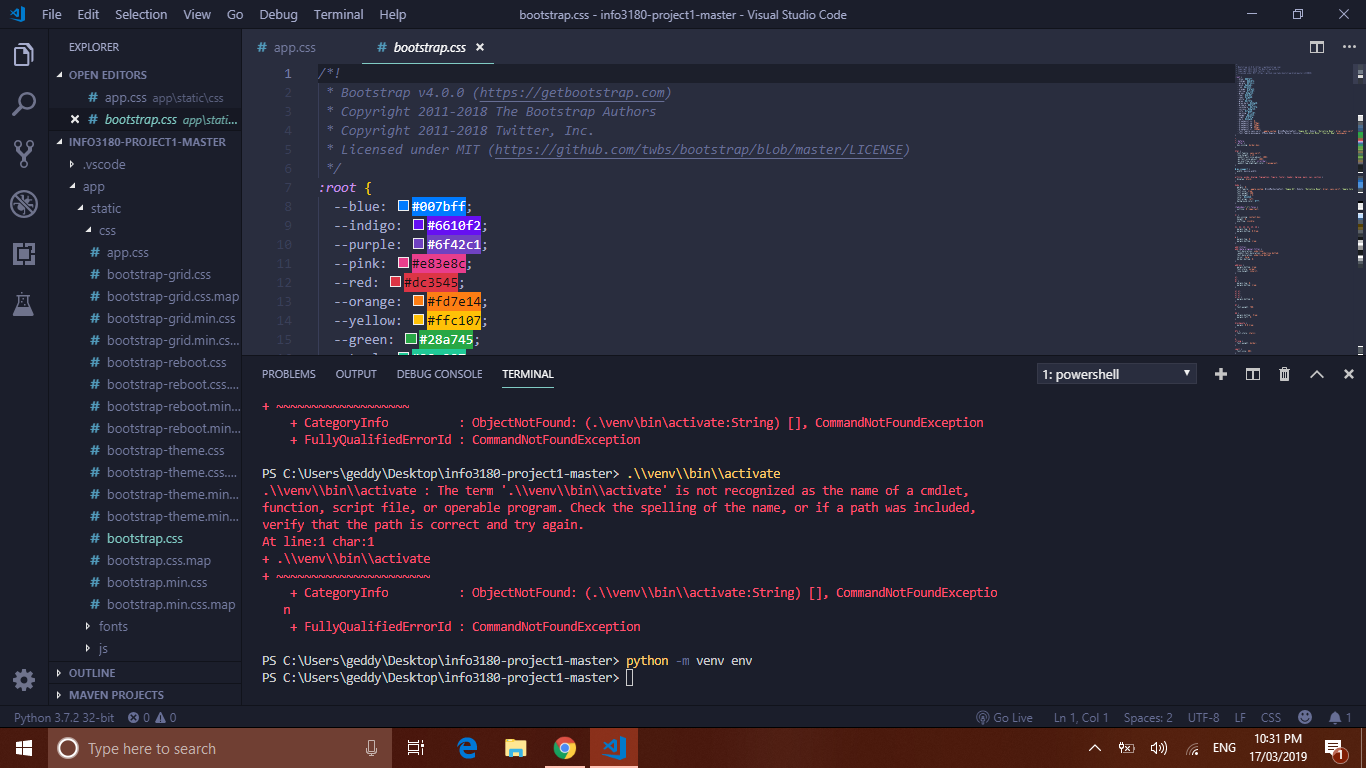 File Edit Selection View Go Debug Terminal Help
bootstrap.css - info3180-project1-master - Visual Studio Code
EXPLORER
OPEN EDITORS
# app.css app\static\css
# bootstrap.css app\stati...
INFO3180-PROJECT1-MASTER
.vscode
app
static
css
# app.css
# bootstrap-grid.css
# bootstrap-grid.css.map
# bootstrap-grid.min.css
# bootstrap-grid.min.cs...
# bootstrap-reboot.css
# bootstrap-reboot.css....
# bootstrap-reboot.min...
# bootstrap-reboot.min...
# bootstrap-theme.css
# bootstrap-theme.css....
# bootstrap-theme.min...
# bootstrap-theme.min...
# bootstrap.css
# bootstrap.css.map
# bootstrap.min.css
# bootstrap.min.css.map
fonts
js
OUTLINE
MAVEN PROJECTS
# app.css
# bootstrap.css
1 /*!
2 * Bootstrap v4.0.0 (https://getbootstrap.com)
3 * Copyright 2011-2018 The Bootstrap Authors
4 * Copyright 2011-2018 Twitter, Inc.
5 * Licensed under MIT (https://github.com/twbs/bootstrap/blob/master/LICENSE)
6 */
7 :root {
8 --blue: #007bff;
9 --indigo: #6610f2;
10 --purple: #6f42c1;
11 --pink: #e83e8c;
12 --red: #dc3545;
13 --orange: #fd7e14;
14 --yellow: #ffc107;
15 --green: #28a745;
PROBLEMS OUTPUT DEBUG CONSOLE TERMINAL
1: powershell
+ ~~~~~~~~~~~~~~~~~~~
+ CategoryInfo : ObjectNotFound: (.\venv\bin\activate:String) [], CommandNotFoundException
+ FullyQualifiedErrorId : CommandNotFoundException
PS C:\Users\geddy\Desktop\info3180-project1-master> .\\venv\\bin\\activate
.\\venv\\bin\\activate : The term '.\\venv\\bin\\activate' is not recognized as the name of a cmdlet,
function, script file, or operable program. Check the spelling of the name, or if a path was included,
verify that the path is correct and try again.
At line:1 char:1
+ .\\venv\\bin\\activate
+ ~~~~~~~~~~~~~~~~~~~~~~
+ CategoryInfo : ObjectNotFound: (.\\venv\\bin\\activate:String) [], CommandNotFoundExceptio
n
+ FullyQualifiedErrorId : CommandNotFoundException
PS C:\Users\geddy\Desktop\info3180-project1-master> python -m venv env
PS C:\Users\geddy\Desktop\info3180-project1-master>
Python 3.7.2 32-bit 0 0
Go Live Ln 1, Col 1 Spaces: 2 UTF-8 LF CSS 1
Type here to search
ENG
10:31 PM
17/03/2019
1